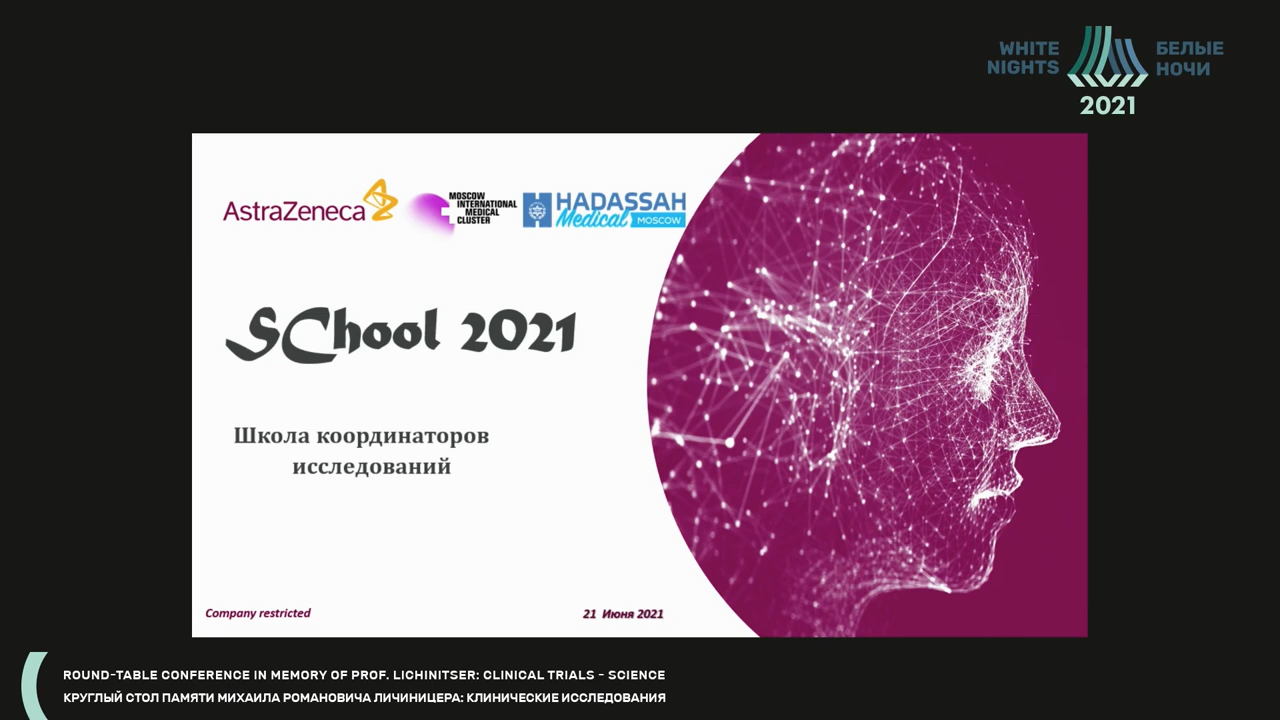 WHITE
NIGHTS
БЕЛЫЕ
НОЧИ
2021
AstraZeneca
MOSCOW
INTERNATIONAL
MEDICAL
CLUSTER
HADASSAH
Medical MOSCOW
SChool 2021
Школа координаторов
исследований
Company restricted
21 Июня 2021
ROUND-TABLE CONFERENCE IN MEMORY OF PROF. LICHINITSER: CLINICAL TRIALS - SCIENCE
КРУГЛЫЙ СТОЛ ПАМЯТИ МИХАИЛА РОМАНОВИЧА ЛИЧИНИЦЕРА: КЛИНИЧЕСКИЕ ИССЛЕДОВАНИЯ